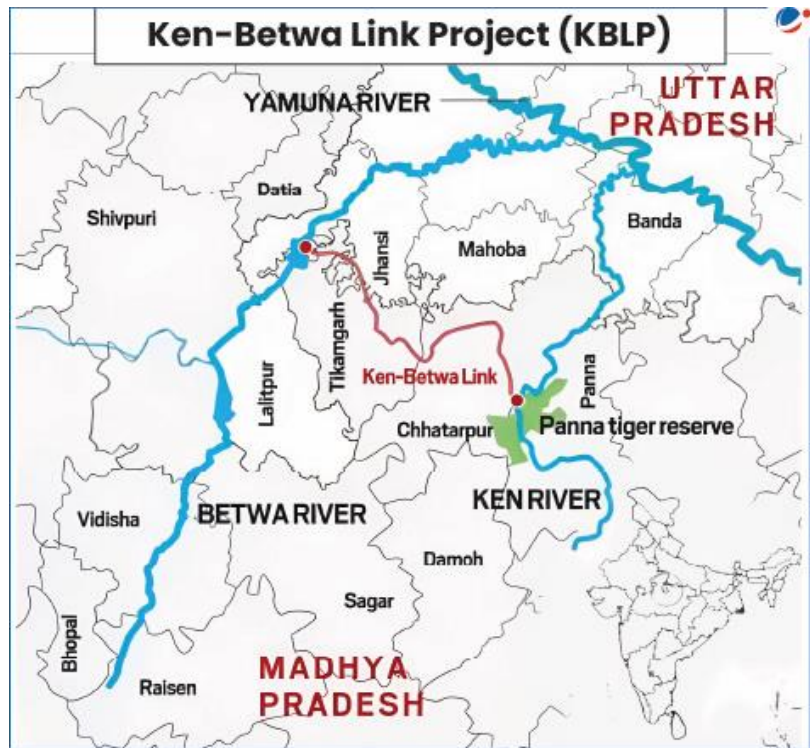 Ken-Betwa Link Project (KBLP)
YAMUNA RIVER
UTTAR
PRADESH
Datia
Shivpuri
Banda
Jhansi
Mahoba
Tikamgarh
Ken-Betwa Link
Lalitpur
Panna
Chhatarpur
Panna tiger reserve
KEN RIVER
BETWA RIVER
Vidisha
Damoh
Sagar
Bhopal
MADHYA
PRADESH
Raisen